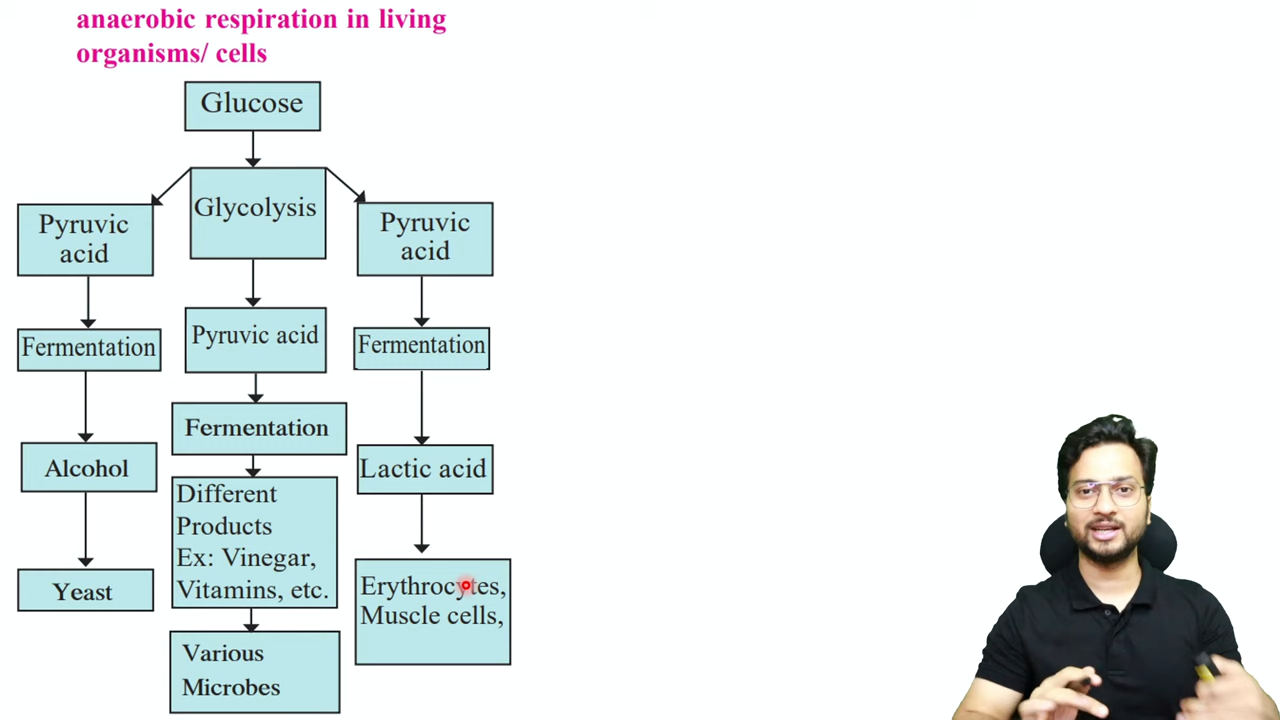 anaerobic respiration in living
organisms/ cells
Glucose
Glycolysis
Pyruvic
acid
Fermentation
Alcohol
Yeast
Pyruvic acid
Fermentation
Different
Products
Ex: Vinegar,
Vitamins, etc.
Various
Microbes
Pyruvic
acid
Fermentation
Lactic acid
Erythrocytes,
Muscle cells,